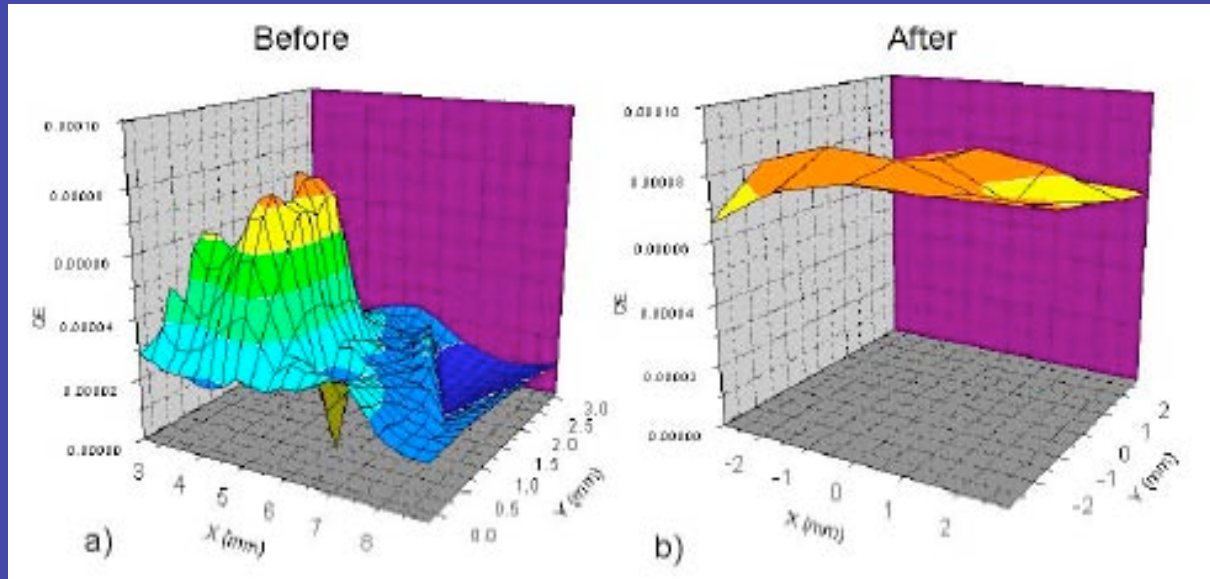 Before
0.00010
0.00008
0.00006
0.00004
0.00002
0.00000
QE
3 4 5 6 7 8
X (mm)
0.0 0.5 1.0 1.5 2.0 2.5 3.0
Y (mm)
a)
After
0.00010
0.00008
0.00006
0.00004
0.00002
0.00000
QE
-2 -1 0 1 2
X (mm)
-2 -1 0 1 2
Y (mm)
b)